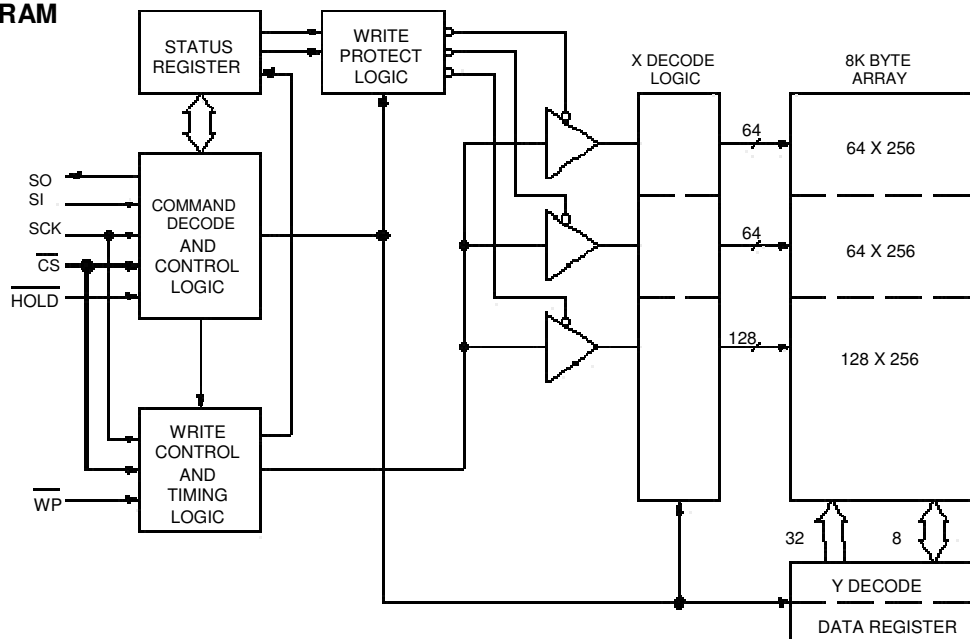 RAM
STATUS
REGISTER
WRITE
PROTECT
LOGIC
X DECODE
LOGIC
8K BYTE
ARRAY
64
64 X 256
64
64 X 256
128
128 X 256
SO
SI
SCK
CS
HOLD
COMMAND
DECODE
AND
CONTROL
LOGIC
WRITE
CONTROL
AND
TIMING
LOGIC
WP
32
8
Y DECODE
DATA REGISTER